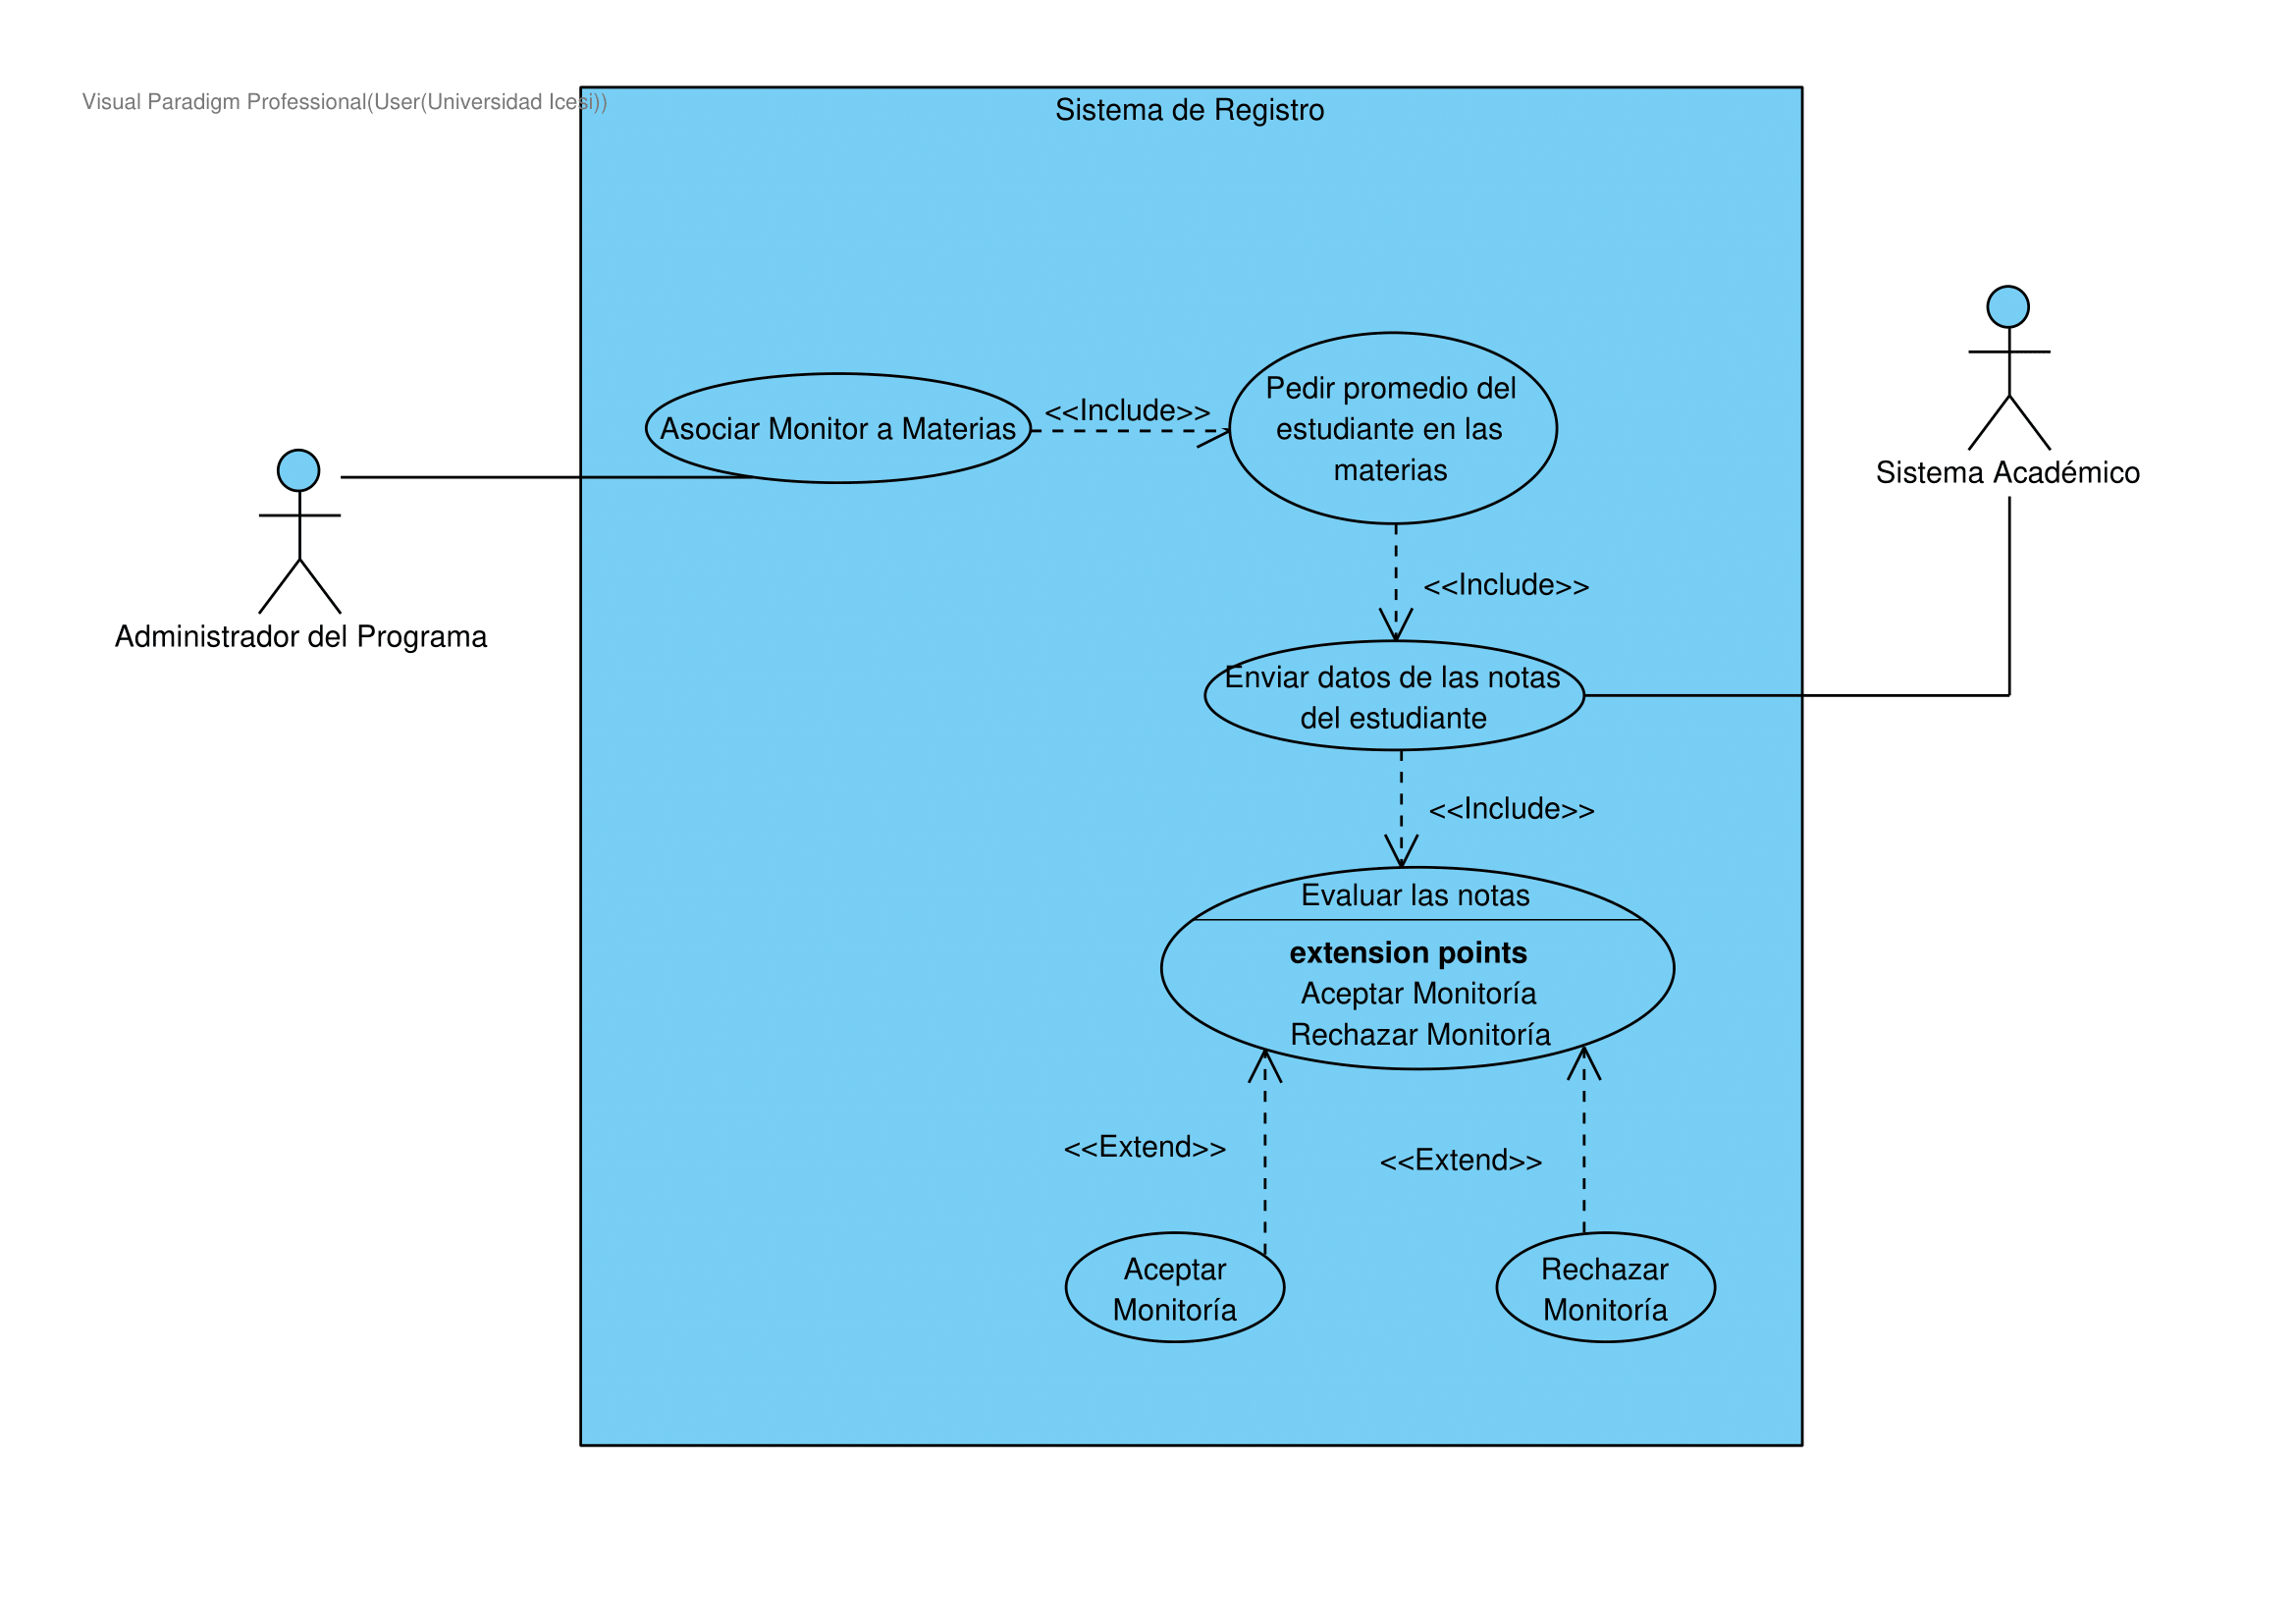 Visual Paradigm Professional(User(Universidad Icesi))
Sistema de Registro
Asociar Monitor a Materias
<<Include>>
Pedir promedio del
estudiante en las
materias
Sistema Académico
Administrador del Programa
<<Include>>
Enviar datos de las notas
del estudiante
<<Include>>
Evaluar las notas
extension points
Aceptar Monitoría
Rechazar Monitoría
<<Extend>>
<<Extend>>
Aceptar
Monitoría
Rechazar
Monitoría